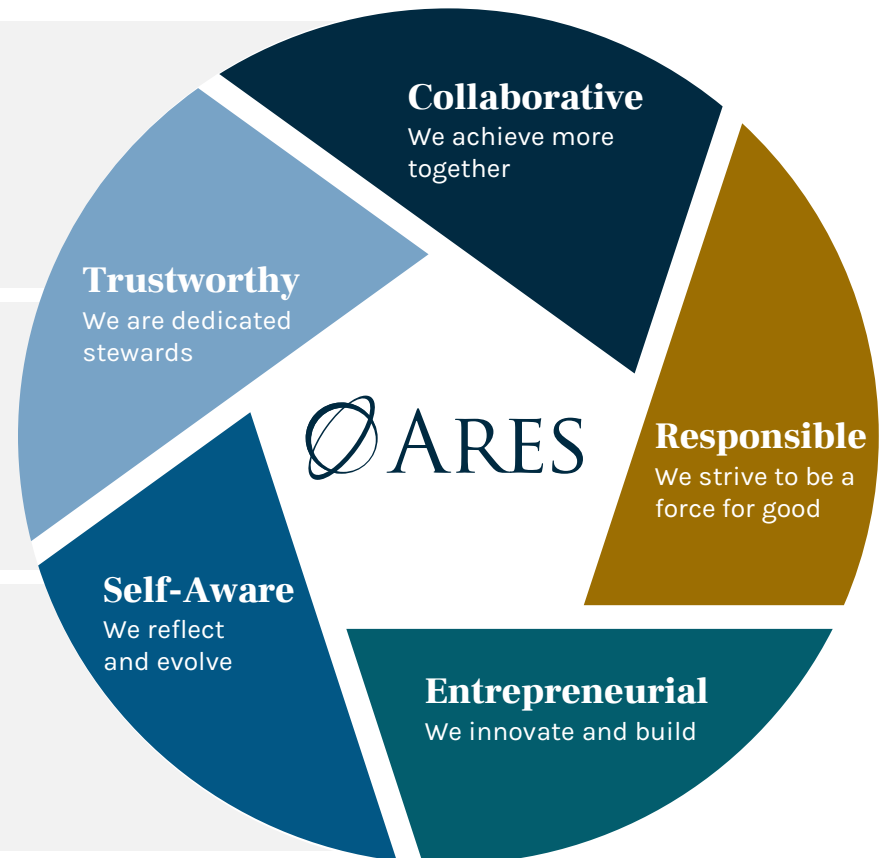 Collaborative
We achieve more
together
Trustworthy
We are dedicated
stewards
ARES
Responsible
We strive to be a
force for good
Self-Aware
We reflect
and evolve
Entrepreneurial
We innovate and build